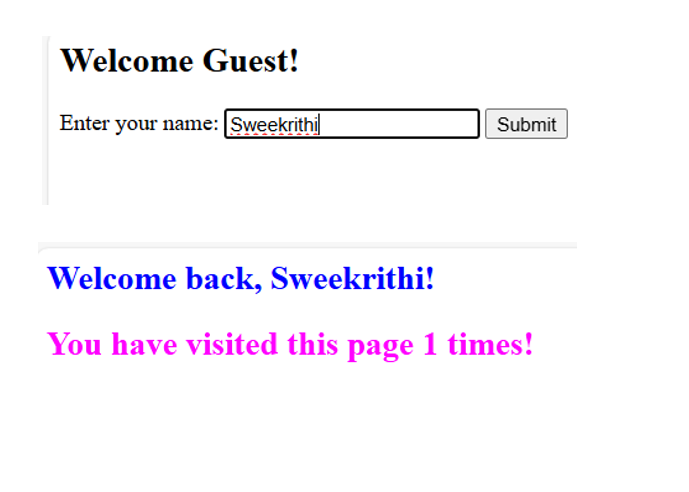 Welcome Guest!
Enter your name: Sweekrithi Submit
Welcome back, Sweekrithi!
You have visited this page 1 times!